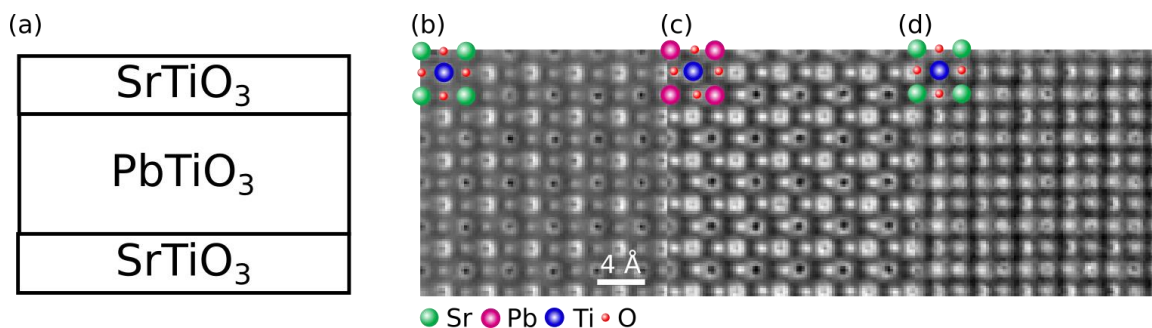 (a)
(b)
(c)
(d)
SrTiO₃
PbTiO₃
SrTiO₃
4 Å
Sr Pb Ti O